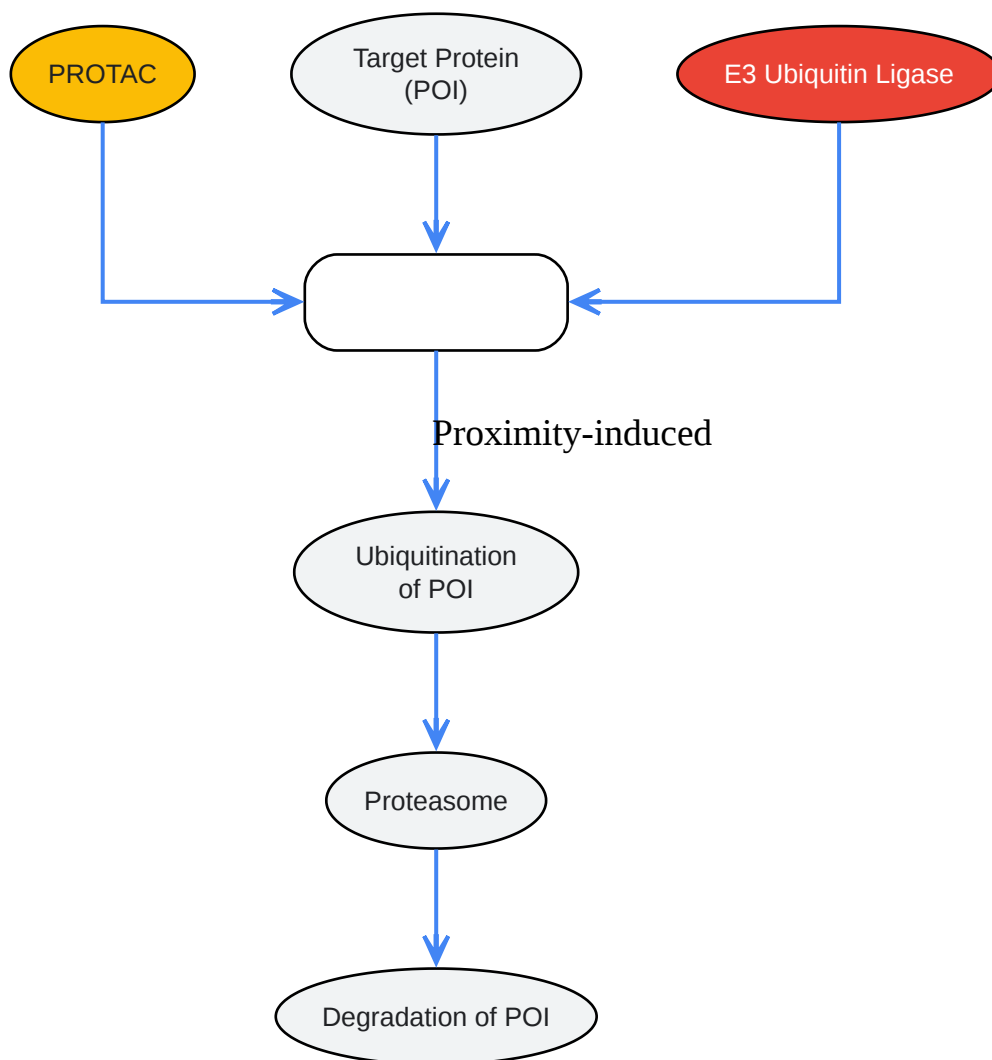 PROTAC
Target Protein
(POI)
E3 Ubiquitin Ligase
Proximity-induced
Ubiquitination
of POI
Proteasome
Degradation of POI